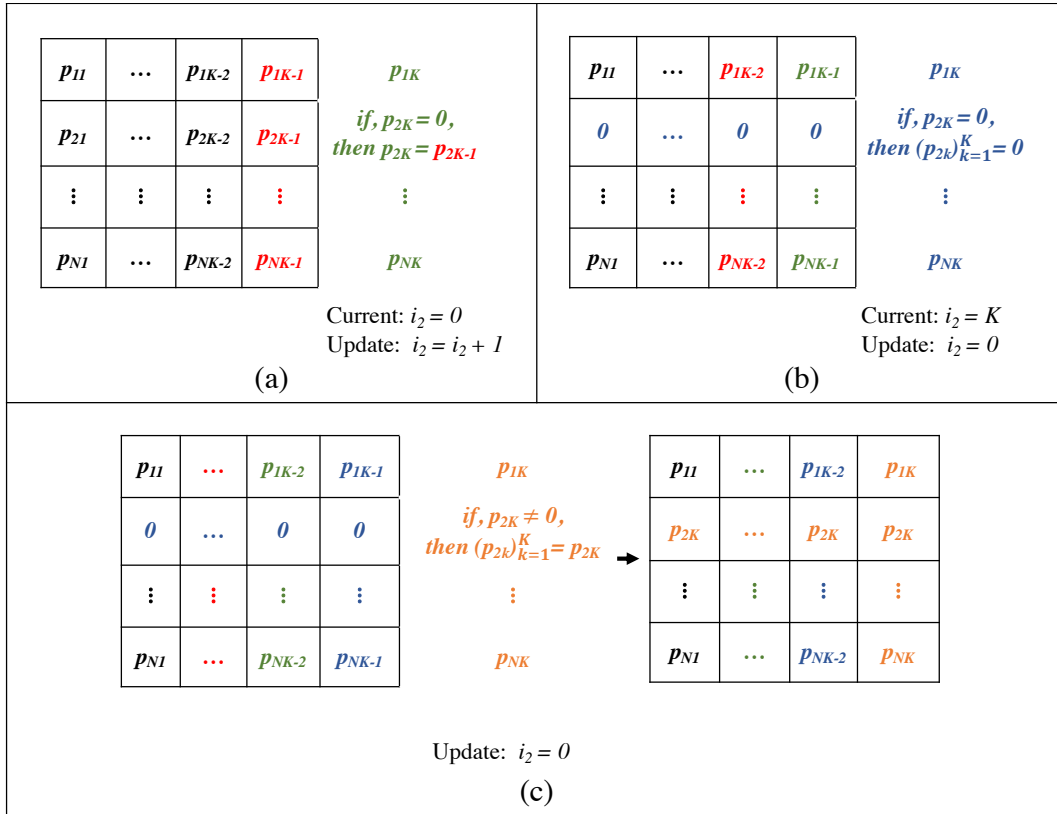 p11 … p1K-2 p1K-1 p1K
p21 … p2K-2 p2K-1 if, p2K = 0,
then p2K = p2K-1
⋮ ⋮ ⋮ ⋮ ⋮
pN1 … pNK-2 pNK-1 pNK
Current: i2 = 0
Update: i2 = i2 + 1
(a)
p11 … p1K-2 p1K-1 p1K
0 … 0 0 if, p2K = 0,
then (p2k)Kk=1 = 0
⋮ ⋮ ⋮ ⋮ ⋮
pN1 … pNK-2 pNK-1 pNK
Current: i2 = K
Update: i2 = 0
(b)
p11 … p1K-2 p1K-1 p1K
0 … 0 0 if, p2K ≠ 0,
then (p2k)Kk=1 = p2K
⋮ ⋮ ⋮ ⋮ ⋮
pN1 … pNK-2 pNK-1 pNK
p11 … p1K-2 p1K
p2K … p2K p2K
⋮ ⋮ ⋮ ⋮
pN1 … pNK-2 pNK
Update: i2 = 0
(c)